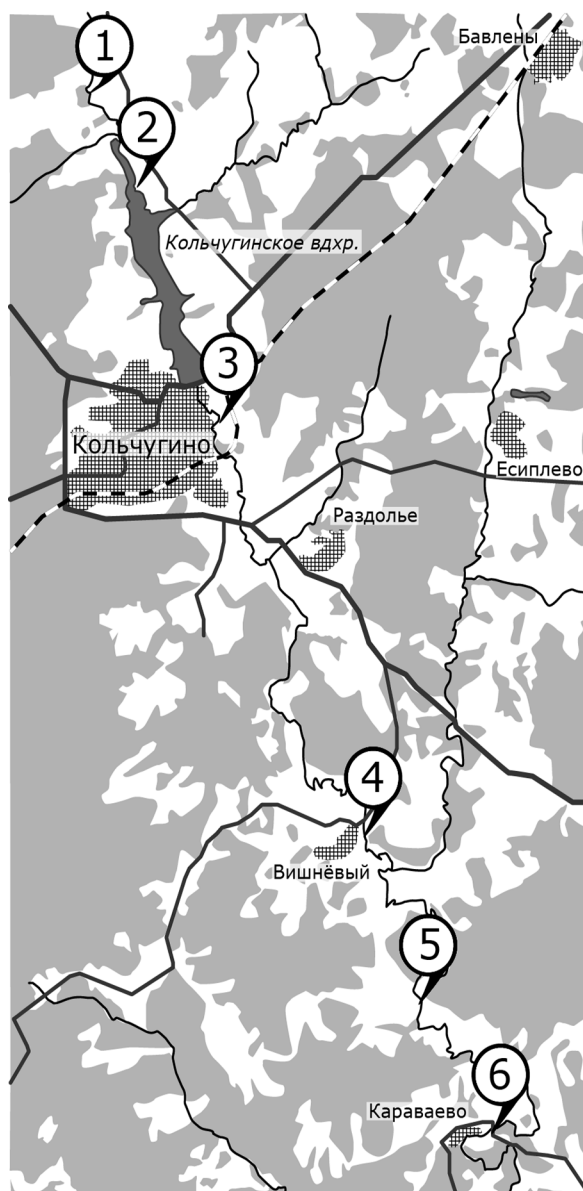 Бавлены
1
2
Кольчугинское вдхр.
3
Кольчугино
Есиплево
Раздолье
4
Вишнёвый
5
6
Караваево